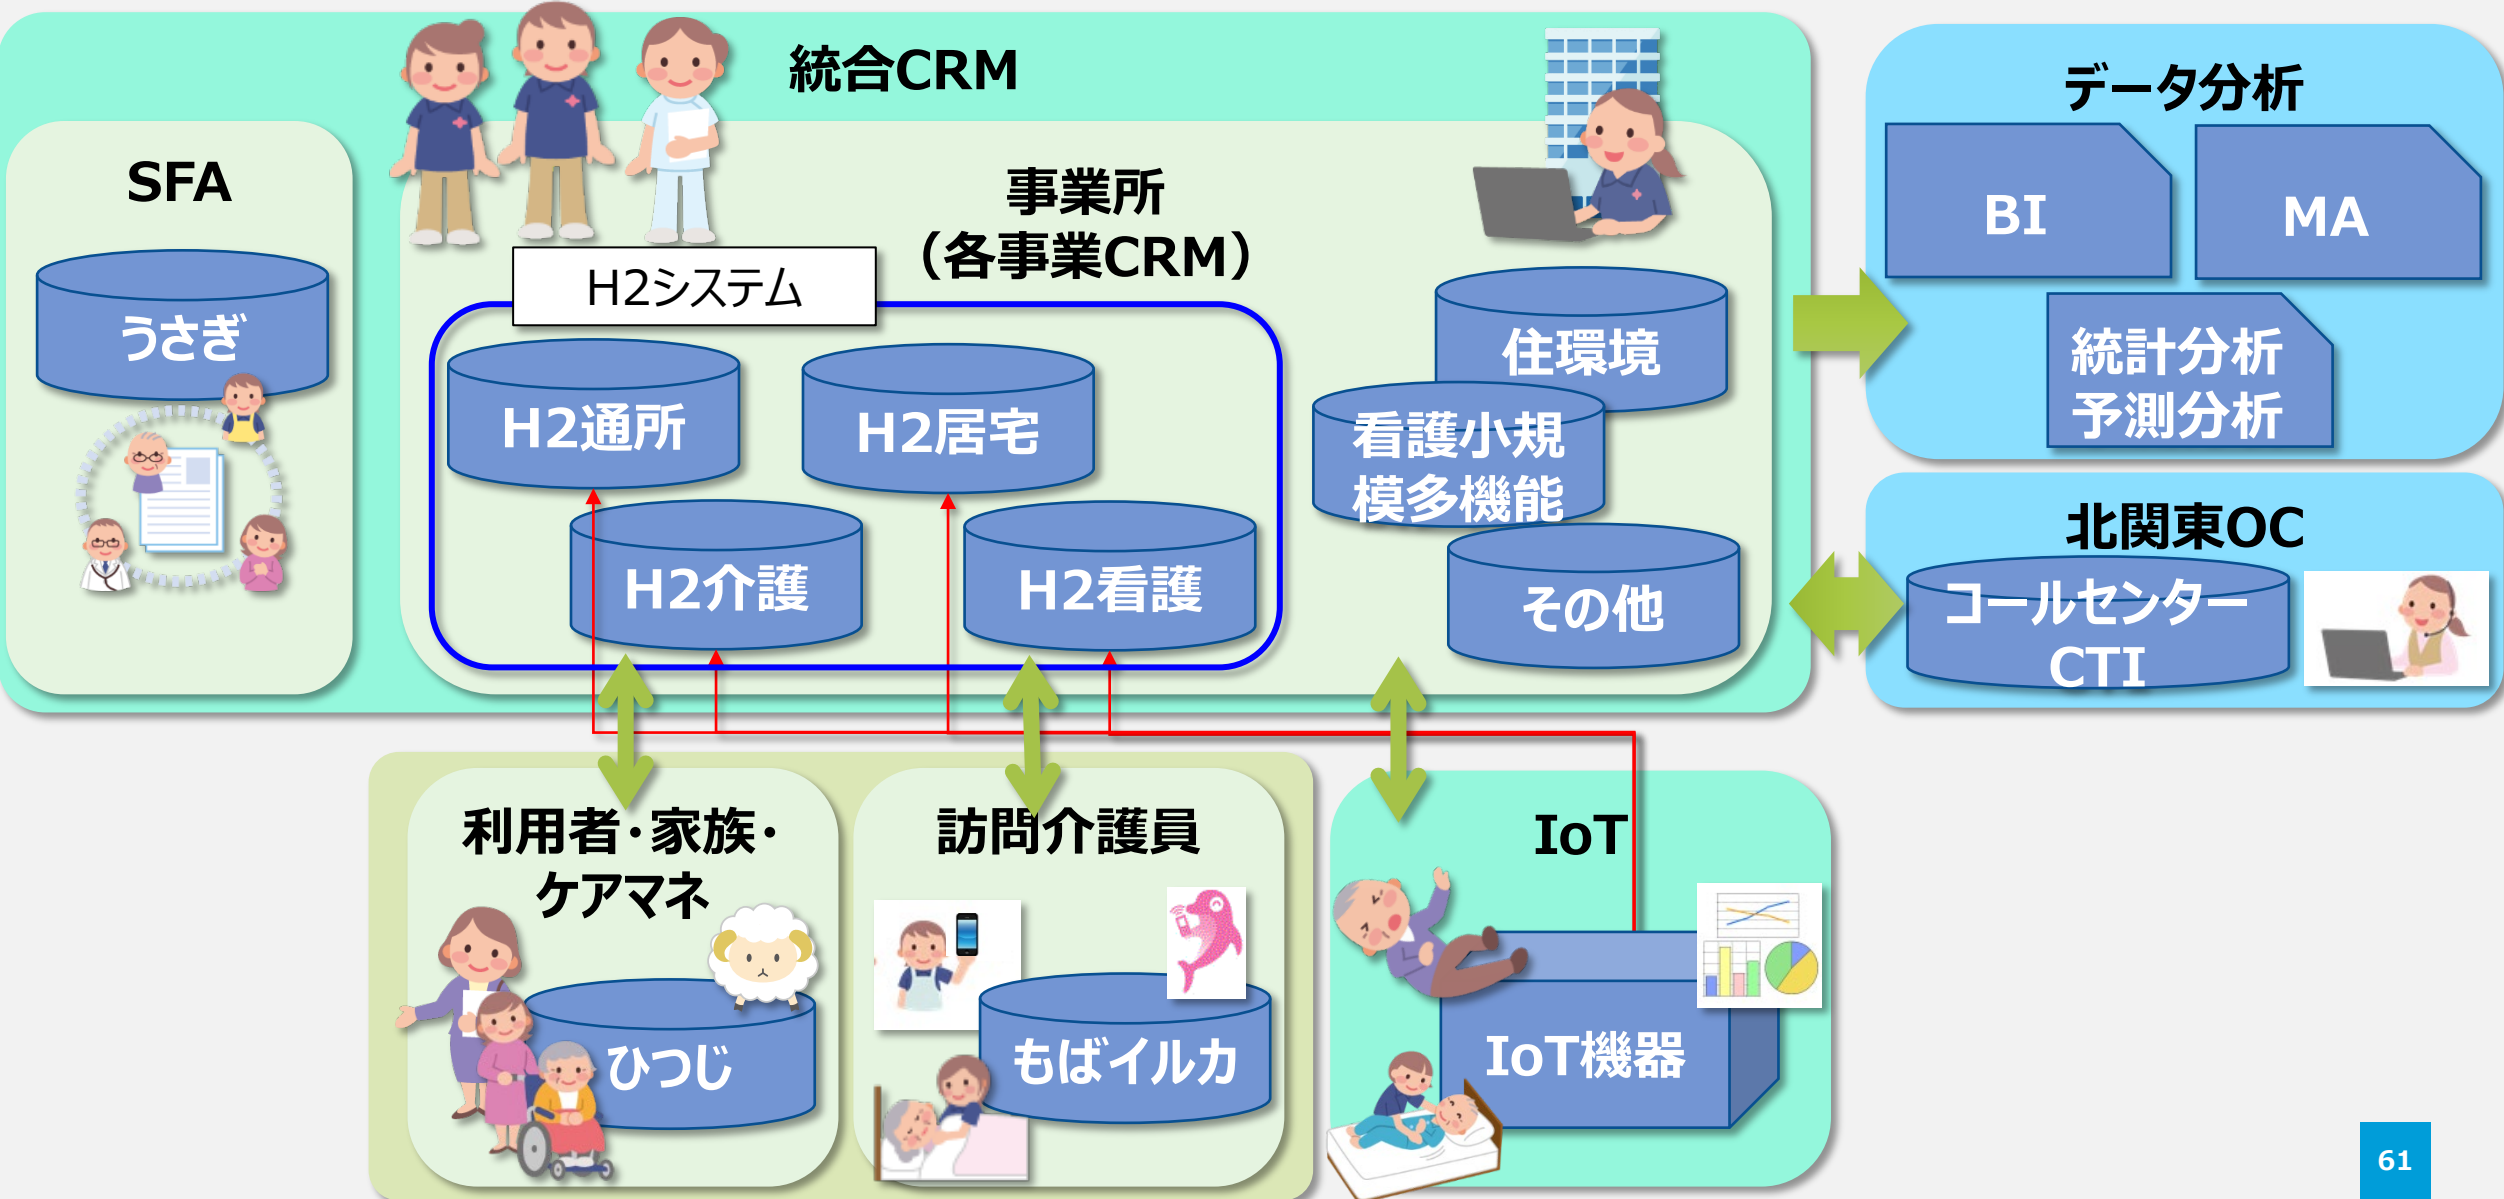 統合CRM
SFA
うさぎ
事業所
（各事業CRM）
H2システム
H2通所
H2居宅
H2介護
H2看護
住環境
看護小規
模多機能
その他
データ分析
BI
MA
統計分析
予測分析
北関東OC
コールセンター
CTI
利用者・家族・
ケアマネ
ひつじ
訪問介護員
もばイルカ
IoT
IoT機器
61